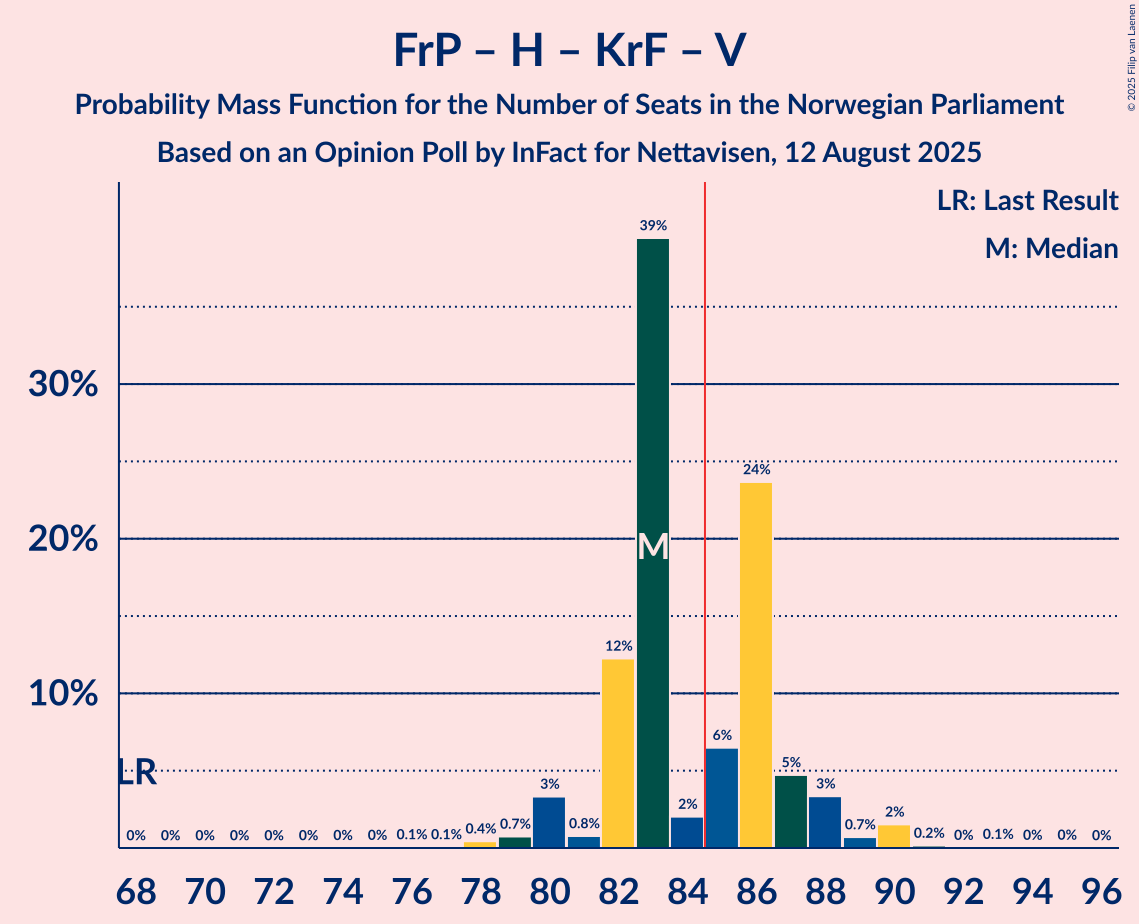 FrP – H – KrF – V
Probability Mass Function for the Number of Seats in the Norwegian Parliament
Based on an Opinion Poll by InFact for Nettavisen, 12 August 2025
© 2025 Filip van Laenen
LR: Last Result
M: Median
39%
30%
24%
20%
M
12%
10%
6%
LR
5%
3% 3%
2% 2%
0% 0% 0% 0% 0% 0% 0% 0% 0.1% 0.1% 0.4% 0.7% 0.8% 0.7% 0.2% 0% 0.1% 0% 0% 0%
68 70 72 74 76 78 80 82 84 86 88 90 92 94 96